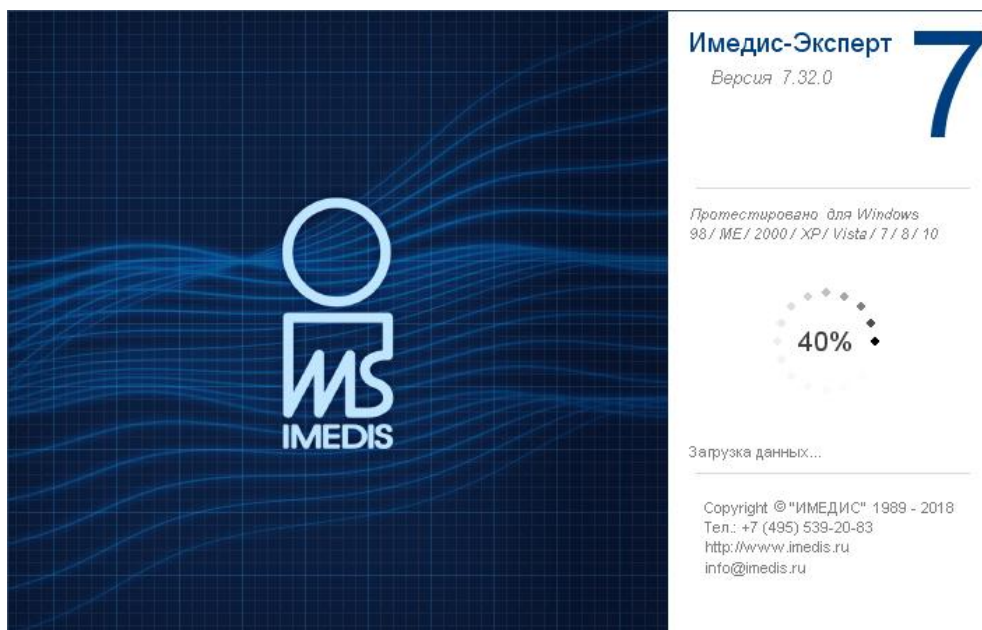 Имедис-Эксперт
7
Версия 7.32.0
Протестировано для Windows
98 / ME / 2000 / XP / Vista / 7 / 8 / 10
40%
Загрузка данных...
Copyright © "ИМЕДИС" 1989 - 2018
Тел.: +7 (495) 539-20-83
http://www.imedis.ru
info@imedis.ru
IMS
IMEDIS